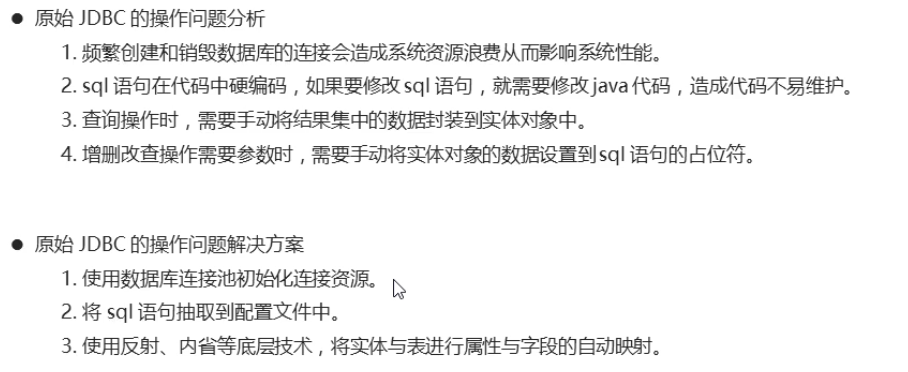 ● 原始 JDBC 的操作问题分析
1. 频繁创建和销毁数据库的连接会造成系统资源浪费从而影响系统性能。
2. sql 语句在代码中硬编码，如果要修改 sql 语句，就需要修改 java 代码，造成代码不易维护。
3. 查询操作时，需要手动将结果集中的数据封装到实体对象中。
4. 增删改查操作需要参数时，需要手动将实体对象的数据设置到 sql 语句的占位符。
● 原始 JDBC 的操作问题解决方案
1. 使用数据库连接池初始化连接资源。
2. 将 sql 语句抽取到配置文件中。
3. 使用反射、内省等底层技术，将实体与表进行属性与字段的自动映射。